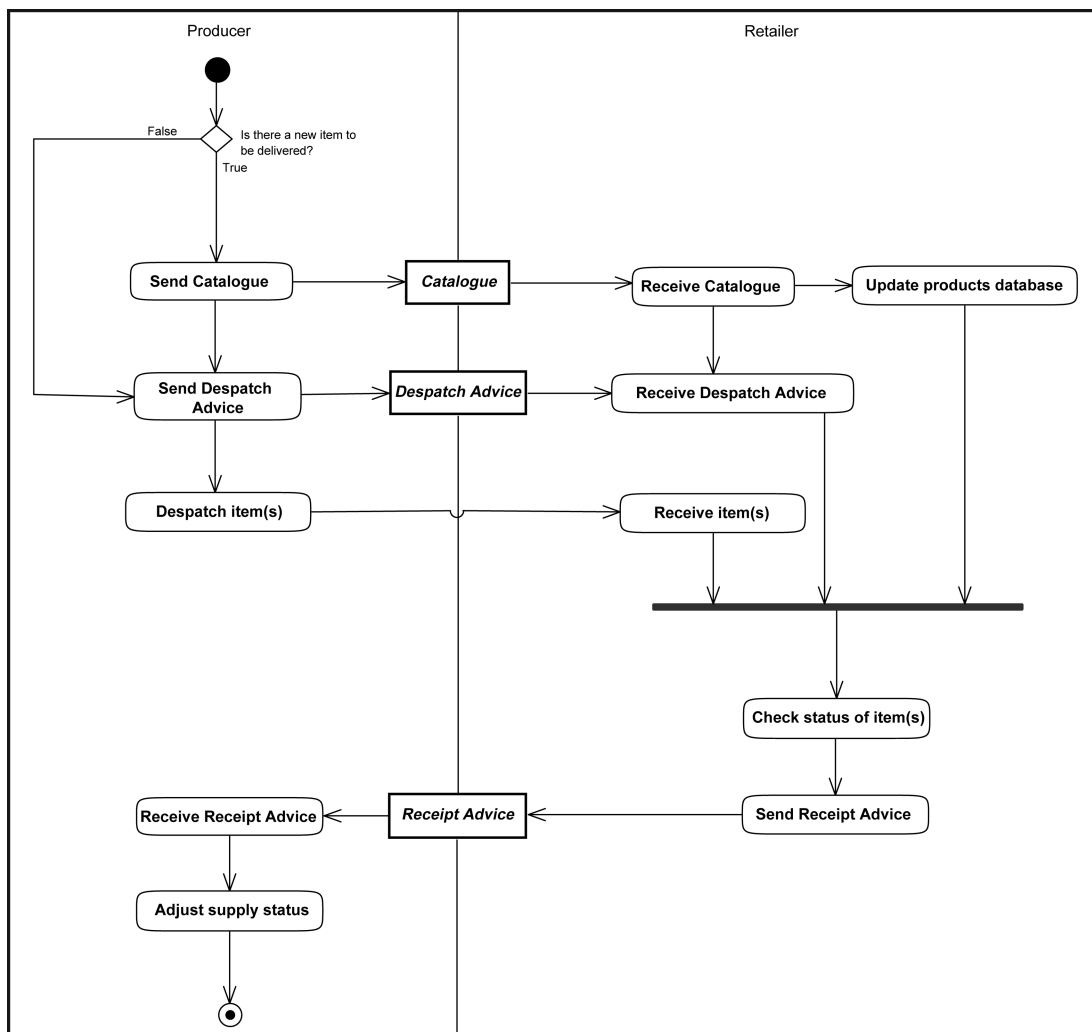 Producer
Retailer
False
Is there a new item to
be delivered?
True
Send Catalogue
Catalogue
Receive Catalogue
Update products database
Send Despatch
Advice
Despatch Advice
Receive Despatch Advice
Despatch item(s)
Receive item(s)
Check status of item(s)
Receive Receipt Advice
Receipt Advice
Send Receipt Advice
Adjust supply status